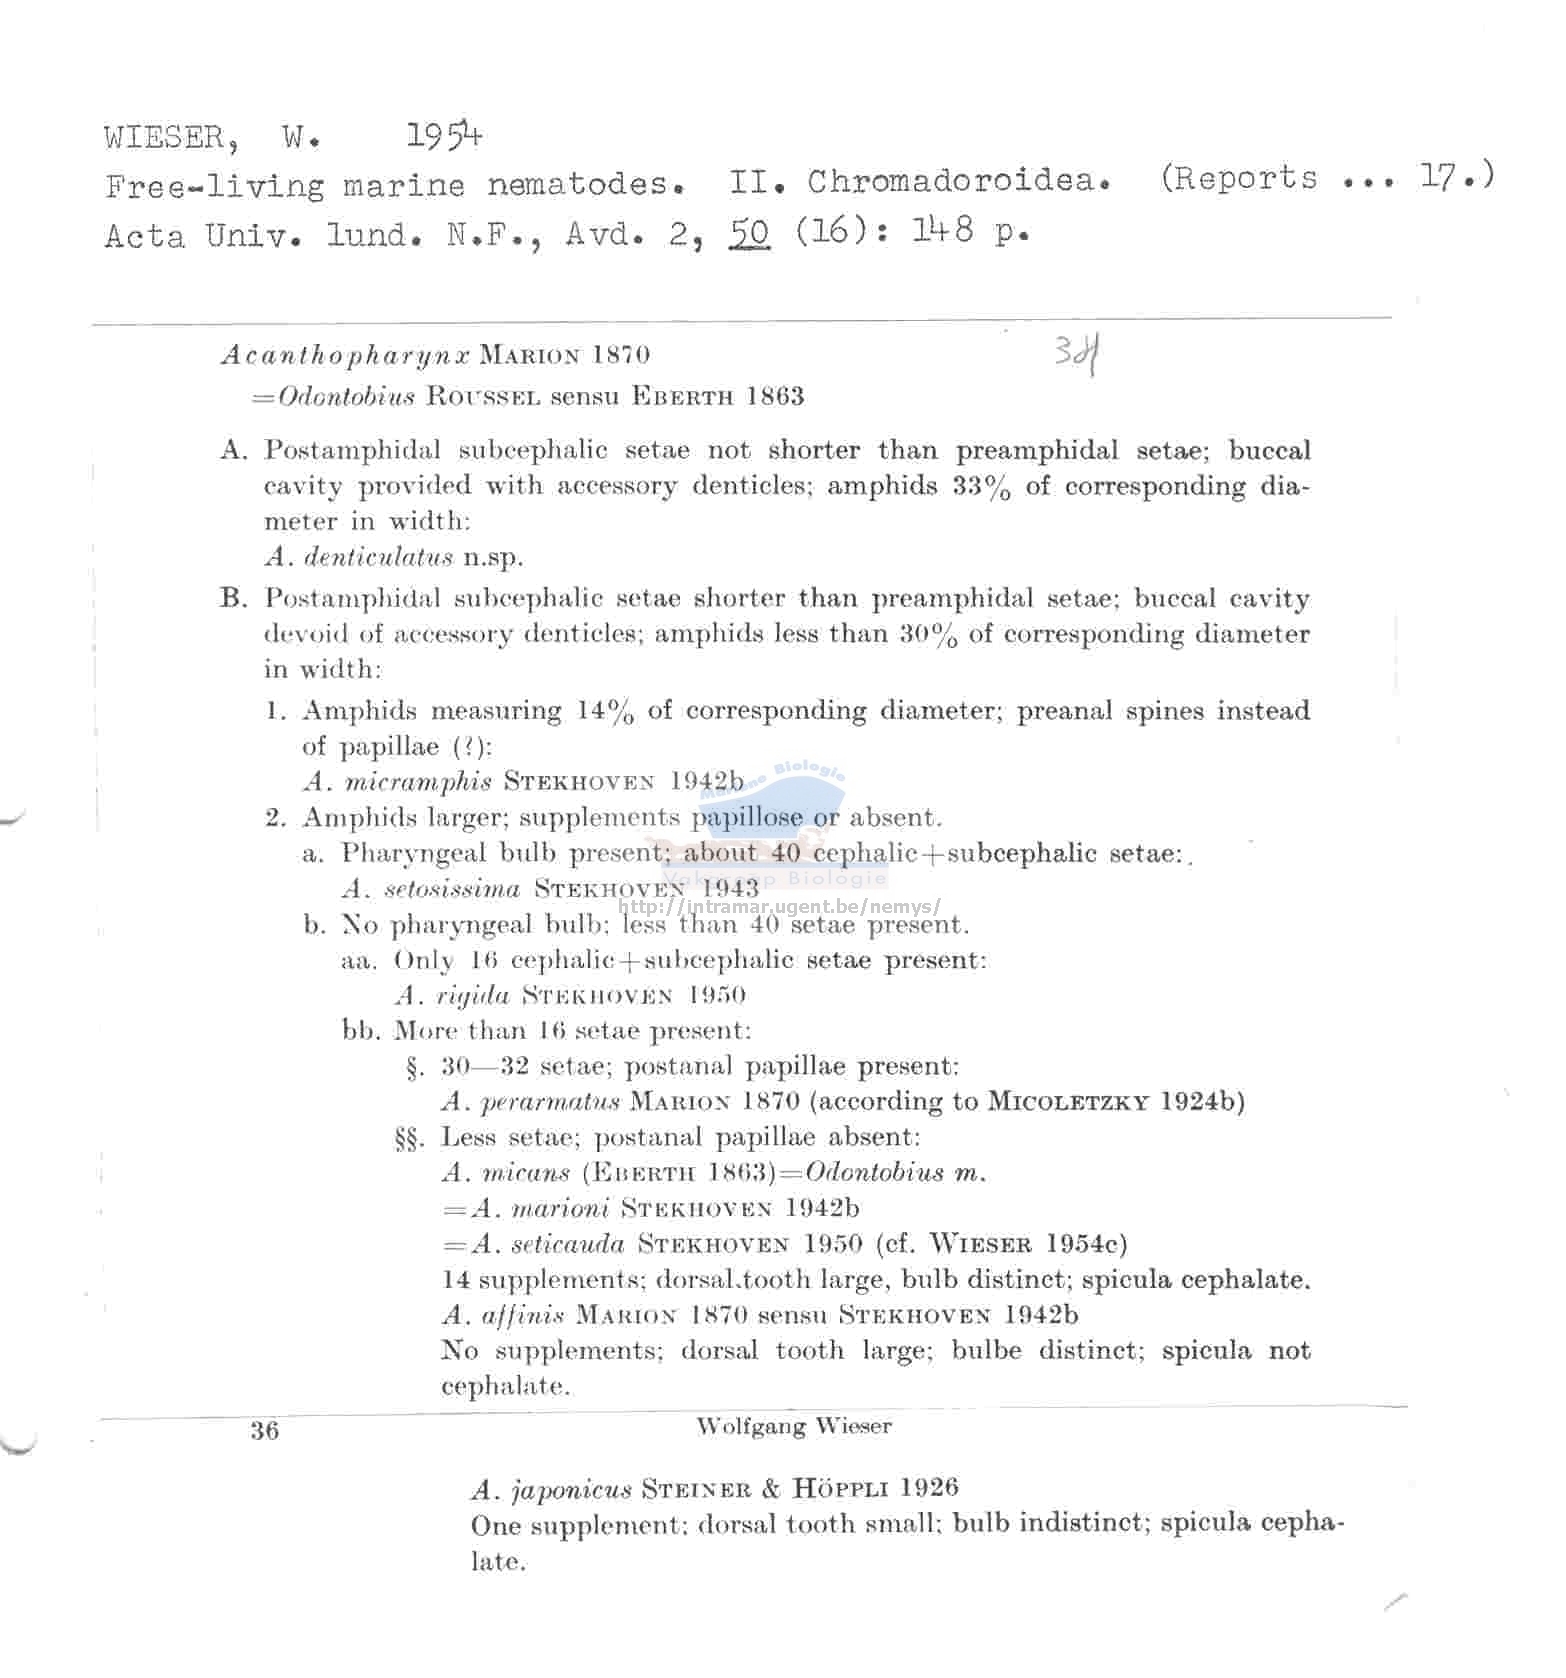 WIESER, W. 1954
Free-living marine nematodes. II. Chromadoroidea. (Reports ... 17.)
Acta Univ. lund. N.F., Avd. 2, 50 (16): 148 p.
Acanthopharynx MARION 1870
=Odontobius ROUSSEL sensu EBERTH 1863
A. Postamphidal subcephalic setae not shorter than preamphidal setae; buccal
cavity provided with accessory denticles; amphids 33% of corresponding dia-
meter in width:
A. denticulatus n.sp.
B. Postamphidal subcephalic setae shorter than preamphidal setae; buccal cavity
devoid of accessory denticles; amphids less than 30% of corresponding diameter
in width:
1. Amphids measuring 14% of corresponding diameter; preanal spines instead
of papillae (?):
A. micramphis STEKHOVEN 1942b
2. Amphids larger; supplements papillose or absent.
a. Pharyngeal bulb present; about 40 cephalic+subcephalic setae:
A. setosissima STEKHOVEN 1943
b. No pharyngeal bulb; less than 40 setae present.
aa. Only 16 cephalic+subcephalic setae present:
A. rigida STEKHOVEN 1950
bb. More than 16 setae present:
§. 30—32 setae; postanal papillae present:
A. perarmatus MARION 1870 (according to MICOLETZKY 1924b)
§§. Less setae; postanal papillae absent:
A. micans (EBERTH 1863)=Odontobius m.
=A. marioni STEKHOVEN 1942b
=A. seticauda STEKHOVEN 1950 (cf. WIESER 1954c)
14 supplements; dorsal tooth large, bulb distinct; spicula cephalate.
A. affinis MARION 1870 sensu STEKHOVEN 1942b
No supplements; dorsal tooth large; bulbe distinct; spicula not
cephalate.
36 Wolfgang Wieser
A. japonicus STEINER & HÖPPLI 1926
One supplement; dorsal tooth small; bulb indistinct; spicula cepha-
late.
Mariene Biologie
Vakgroep Biologie
http://intramar.ugent.be/nemys/